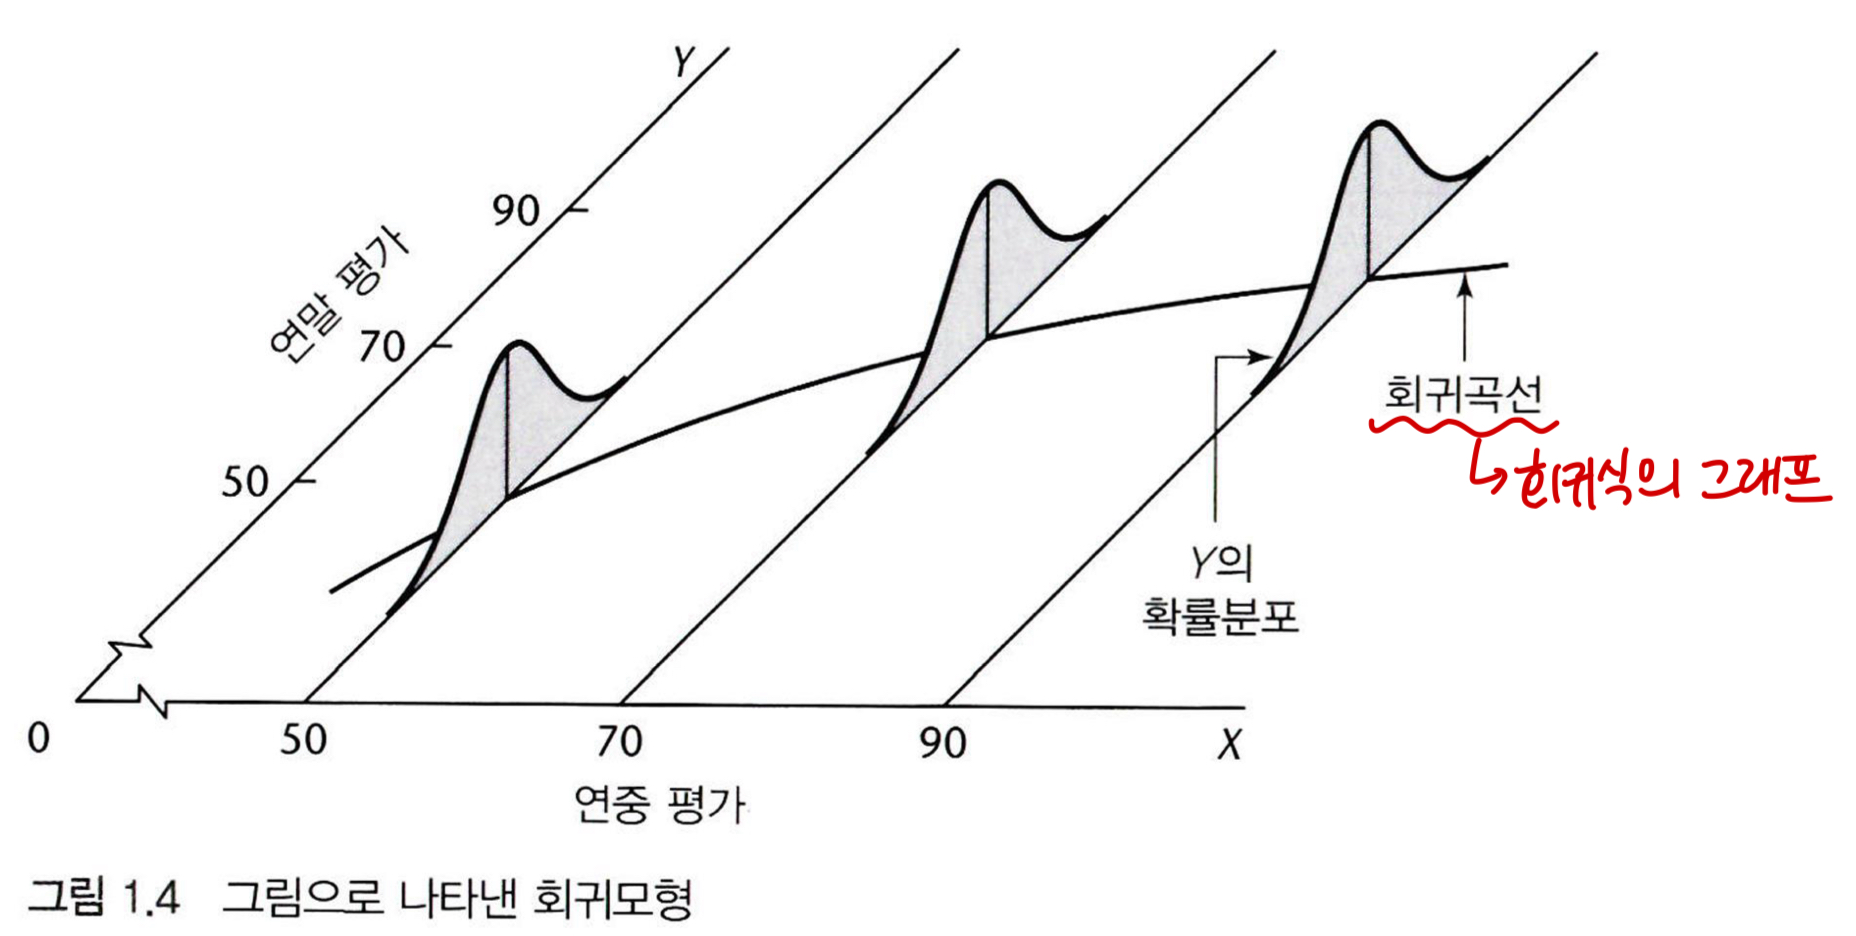 Y
90
연말 평가
70
50
회귀곡선
회귀식의 그래프
Y의
확률분포
0
50
70
90
X
연중 평가
그림 1.4 그림으로 나타낸 회귀모형